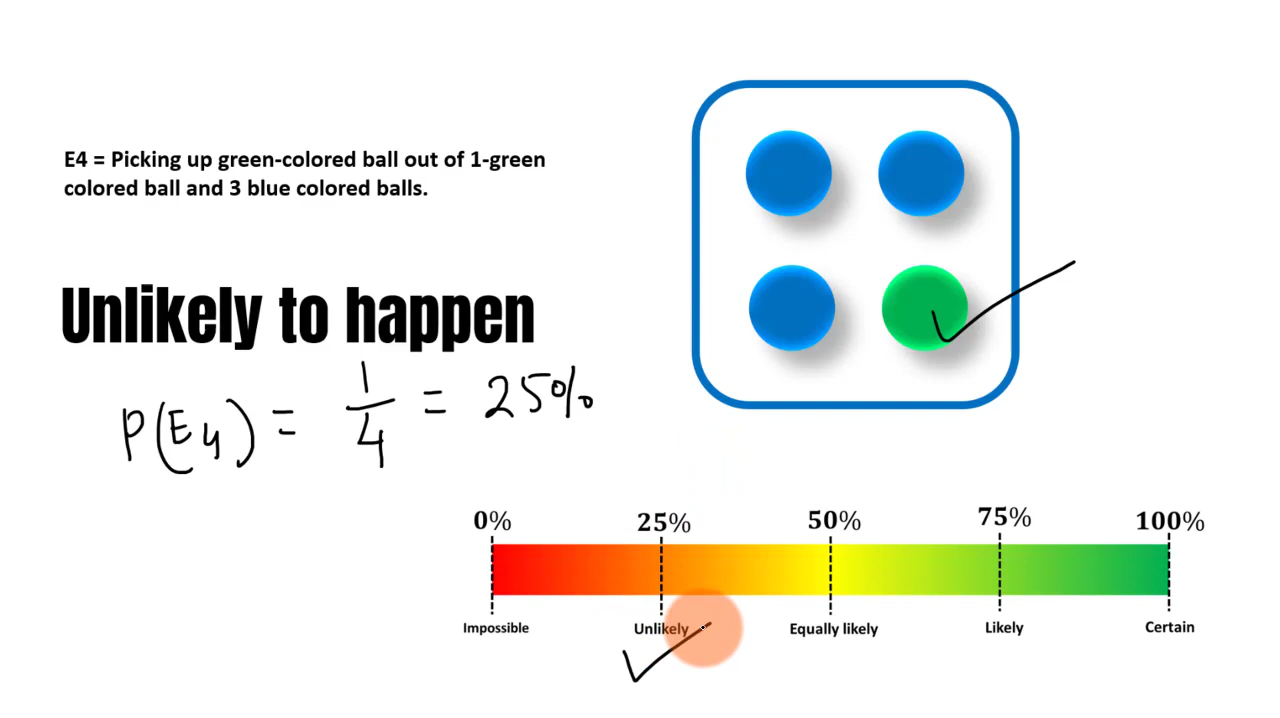 E4 = Picking up green-colored ball out of 1-green
colored ball and 3 blue colored balls.
Unlikely to happen
P(E4) = 1/4 = 25%
0% 25% 50% 75% 100%
Impossible Unlikely Equally likely Likely Certain